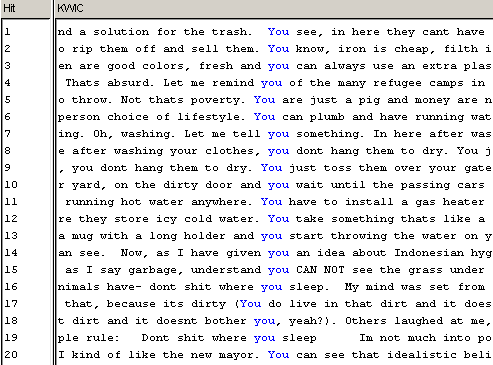 Hit KWIC
1 nd a solution for the trash.  You see, in here they cant have
2 o rip them off and sell them. You know, iron is cheap, filth i
3 en are good colors, fresh and you can always use an extra plas
4 Thats absurd. Let me remind you of the many refugee camps in
5 o throw. Not thats poverty. You are just a pig and money are n
6 person choice of lifestyle. You can plumb and have running wat
7 ing. Oh, washing. Let me tell you something. In here after was
8 e after washing your clothes, you dont hang them to dry. You j
9 , you dont hang them to dry. You just toss them over your gate
10 r yard, on the dirty door and you wait until the passing cars
11 running hot water anywhere. You have to install a gas heater
12 re they store icy cold water. You take something thats like a
13 a mug with a long holder and you start throwing the water on y
14 an see.  Now, as I have given you an idea about Indonesian hyg
15 as I say garbage, understand you CAN NOT see the grass under
16 nimals have- dont shit where you sleep.  My mind was set from
17 that, because its dirty (You do live in that dirt and it does
18 t dirt and it doesnt bother you, yeah?). Others laughed at me,
19 ple rule:   Dont shit where you sleep      Im not much into po
20 I kind of like the new mayor. You can see that idealistic beli